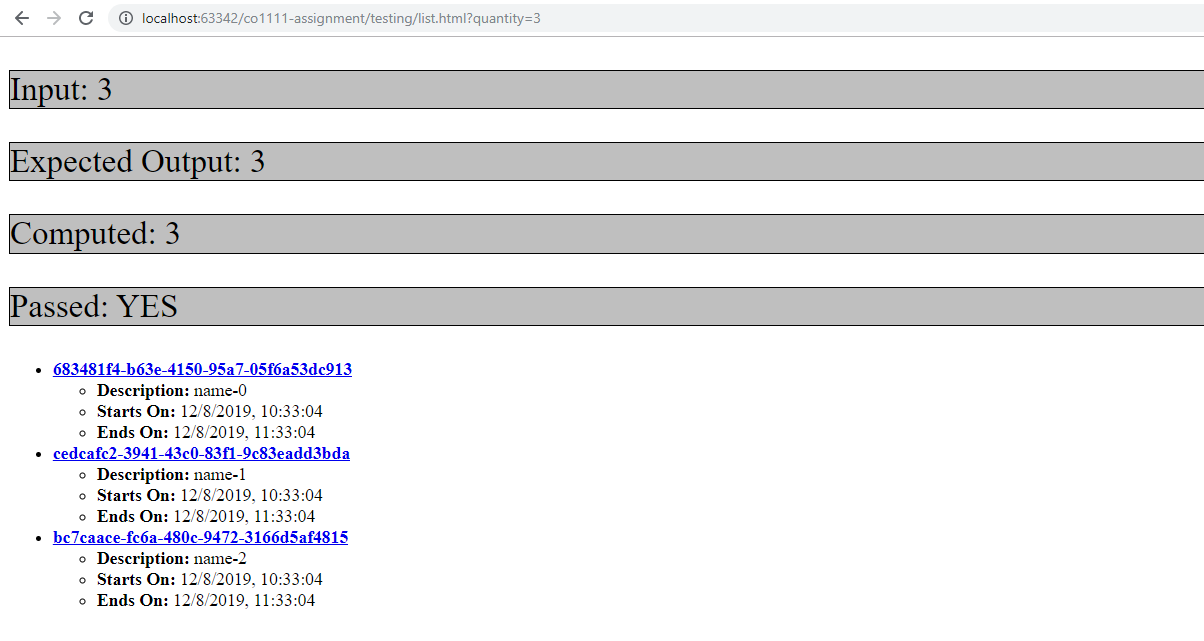 localhost:63342/co1111-assignment/testing/list.html?quantity=3
Input: 3
Expected Output: 3
Computed: 3
Passed: YES
683481f4-b63e-4150-95a7-05f6a53dc913
Description: name-0
Starts On: 12/8/2019, 10:33:04
Ends On: 12/8/2019, 11:33:04
cedcafc2-3941-43c0-83f1-9c83eadd3bda
Description: name-1
Starts On: 12/8/2019, 10:33:04
Ends On: 12/8/2019, 11:33:04
bc7caace-fc6a-480c-9472-3166d5af4815
Description: name-2
Starts On: 12/8/2019, 10:33:04
Ends On: 12/8/2019, 11:33:04